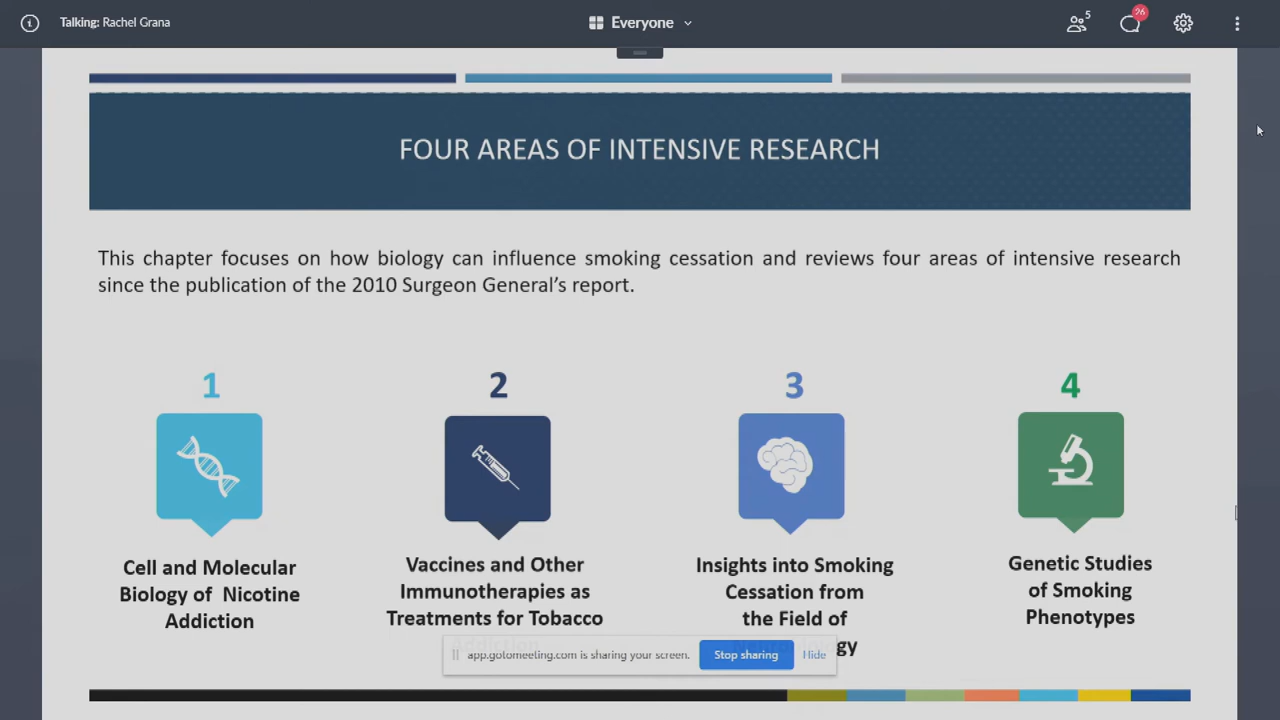 Talking: Rachel Grana
Everyone
5
26
FOUR AREAS OF INTENSIVE RESEARCH
This chapter focuses on how biology can influence smoking cessation and reviews four areas of intensive research
since the publication of the 2010 Surgeon General's report.
1
2
3
4
Cell and Molecular
Biology of Nicotine
Addiction
Vaccines and Other
Immunotherapies as
Treatments for Tobacco
Insights into Smoking
Cessation from
the Field of
Genetic Studies
of Smoking
Phenotypes
app.gotomeeting.com is sharing your screen.
Stop sharing
Hide